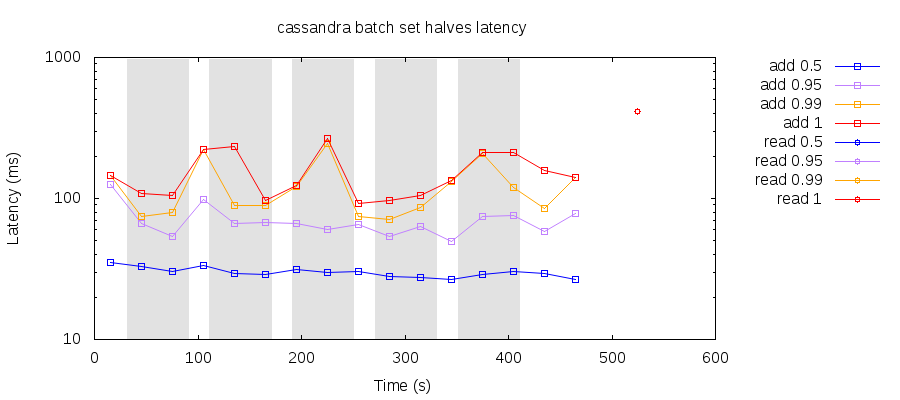 cassandra batch set halves latency
1000
100
10
Latency (ms)
0 100 200 300 400 500 600
Time (s)
add 0.5
add 0.95
add 0.99
add 1
read 0.5
read 0.95
read 0.99
read 1